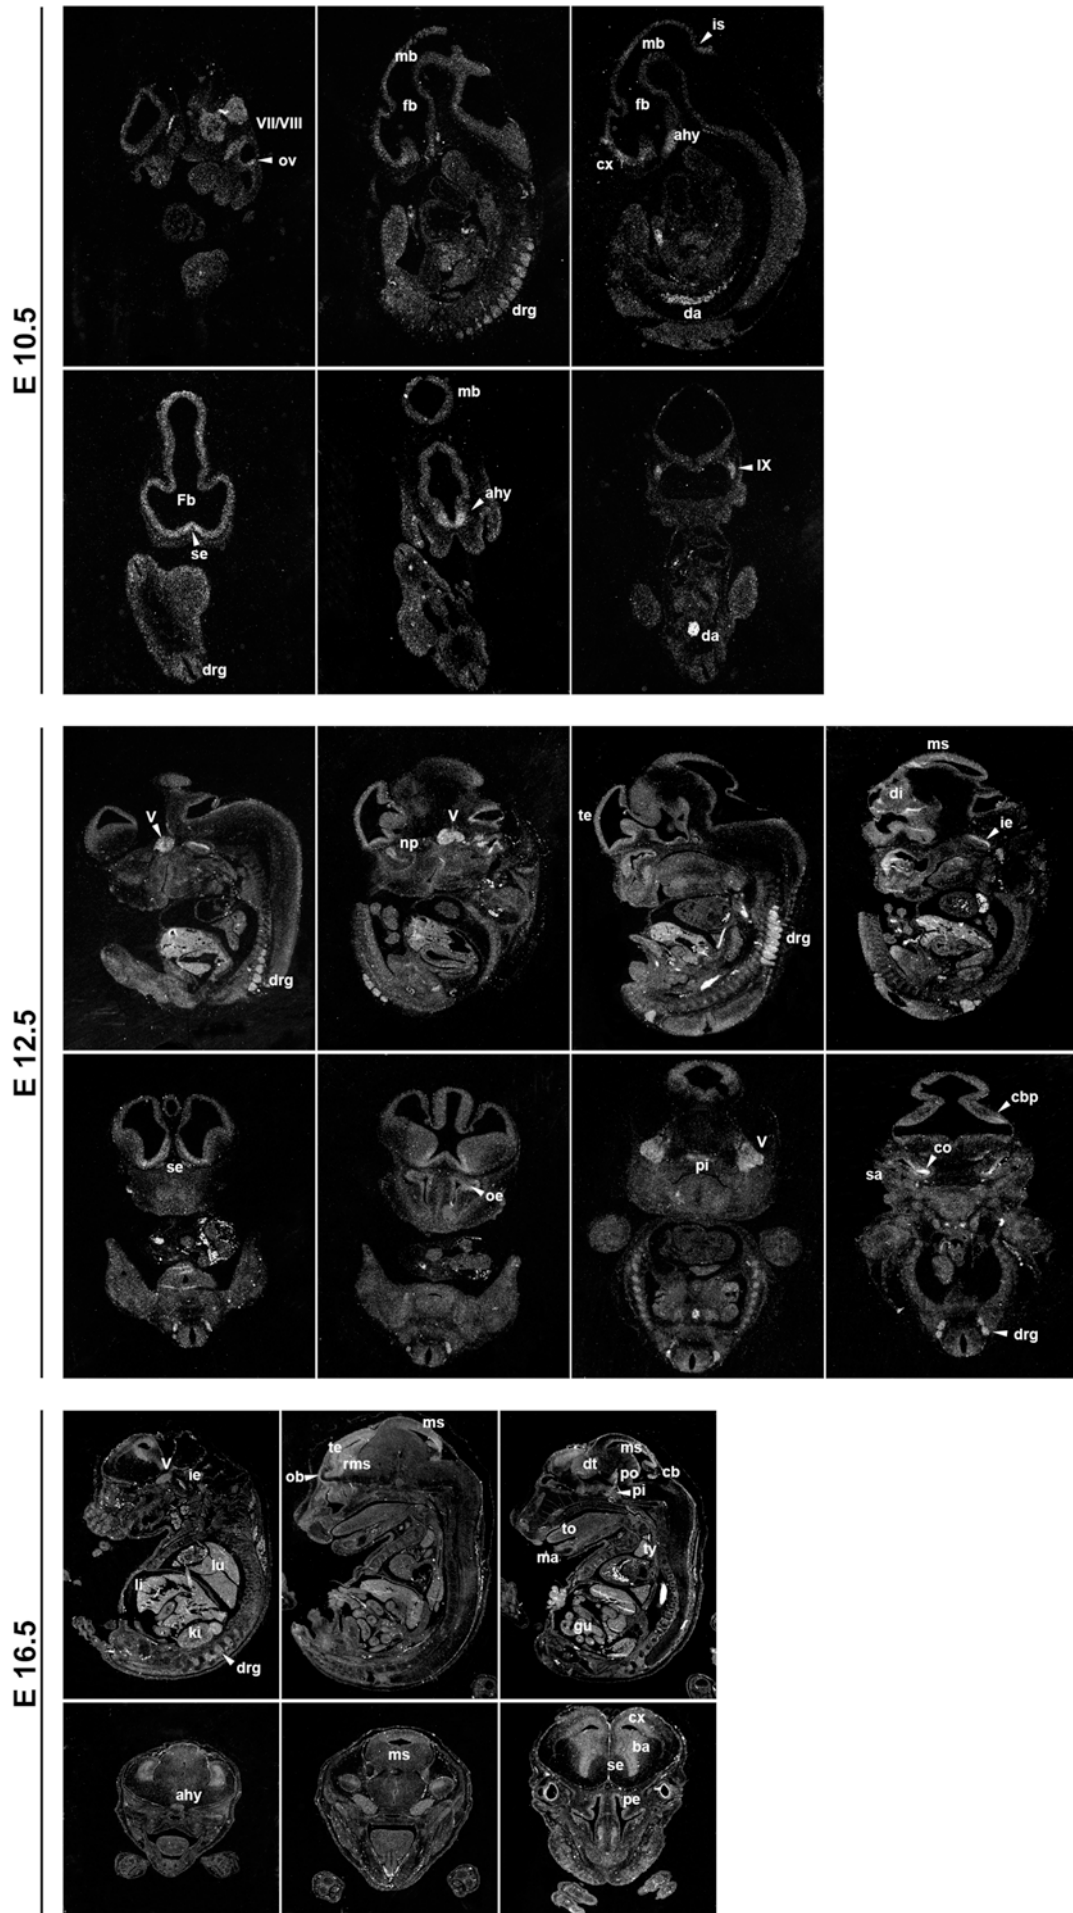 E 10.5
VII/VIII
ov
mb
fb
drg
is
mb
fb
ahy
cx
da
Fb
se
drg
mb
ahy
IX
da
E 12.5
V
drg
V
np
te
drg
ms
di
ie
se
oe
V
pi
cbp
co
sa
drg
E 16.5
V
ie
lu
li
ki
drg
ms
te
rms
ob
ms
dt
po
cb
pi
to
ma
ty
gu
ahy
ms
cx
ba
se
pe